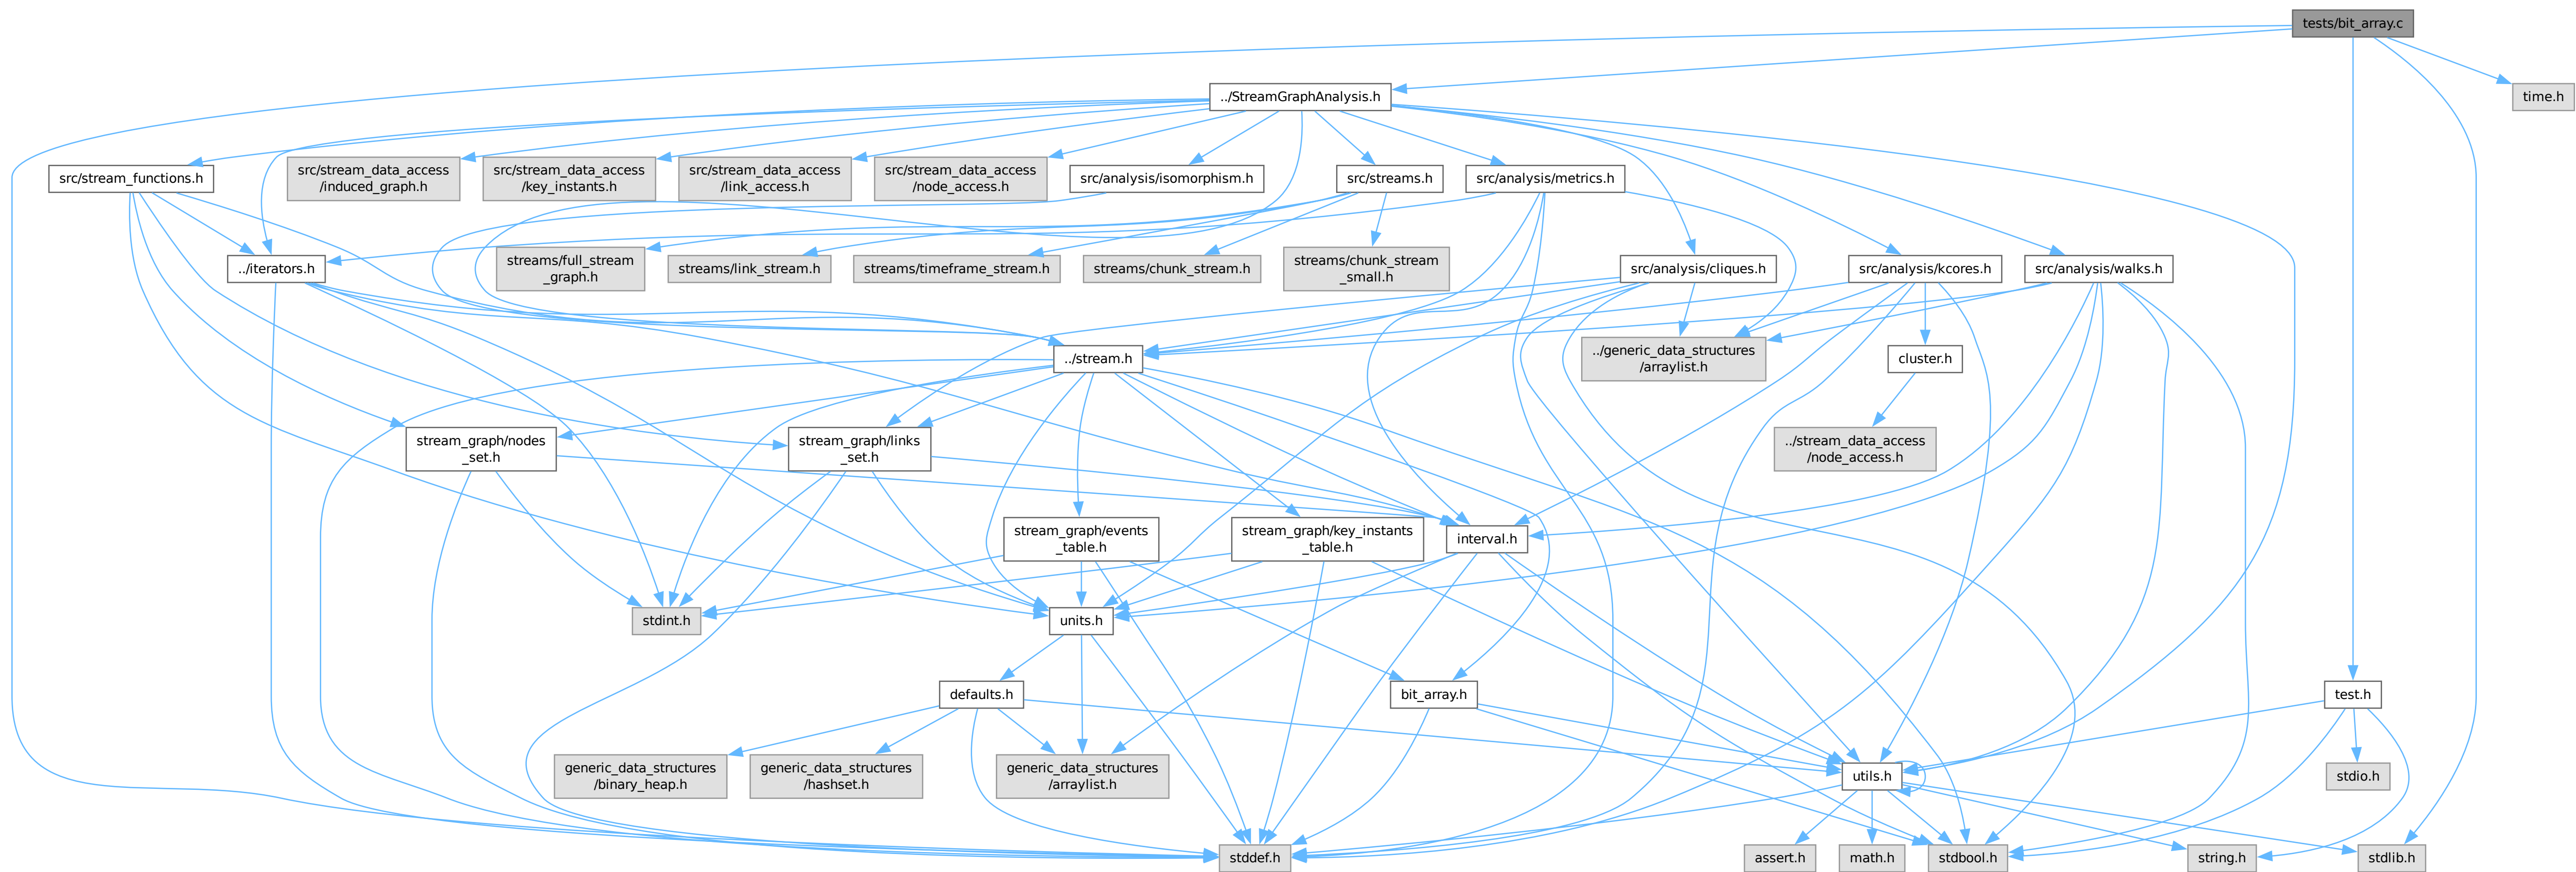 tests/bit_array.c
../StreamGraphAnalysis.h
time.h
src/stream_functions.h
src/stream_data_access
/induced_graph.h
src/stream_data_access
/key_instants.h
src/stream_data_access
/link_access.h
src/stream_data_access
/node_access.h
src/analysis/isomorphism.h
src/streams.h
src/analysis/metrics.h
../iterators.h
streams/full_stream
_graph.h
streams/link_stream.h
streams/timeframe_stream.h
streams/chunk_stream.h
streams/chunk_stream
_small.h
src/analysis/cliques.h
src/analysis/kcores.h
src/analysis/walks.h
../stream.h
../generic_data_structures
/arraylist.h
cluster.h
stream_graph/nodes
_set.h
stream_graph/links
_set.h
../stream_data_access
/node_access.h
stream_graph/events
_table.h
stream_graph/key_instants
_table.h
interval.h
stdint.h
units.h
defaults.h
bit_array.h
test.h
generic_data_structures
/binary_heap.h
generic_data_structures
/hashset.h
generic_data_structures
/arraylist.h
utils.h
stdio.h
stddef.h
assert.h
math.h
stdbool.h
string.h
stdlib.h